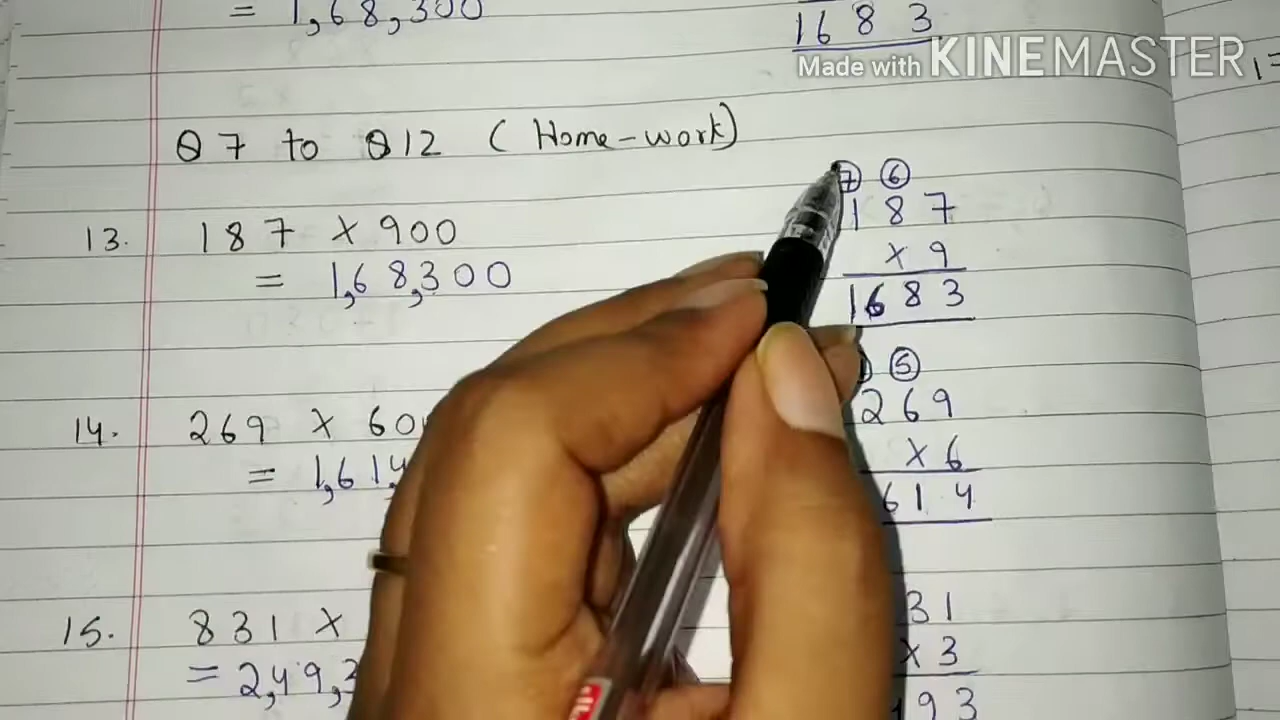 = 1,68,300
1683
Made with KINEMASTER
Q7 to Q12 (Home-work)
13. 187 X 900
= 1,68,300
7 6
187
X 9
1683
14. 269 X 60
= 1,61,4
5
269
X 6
614
15. 831 X
= 2,49,3
31
X 3
93